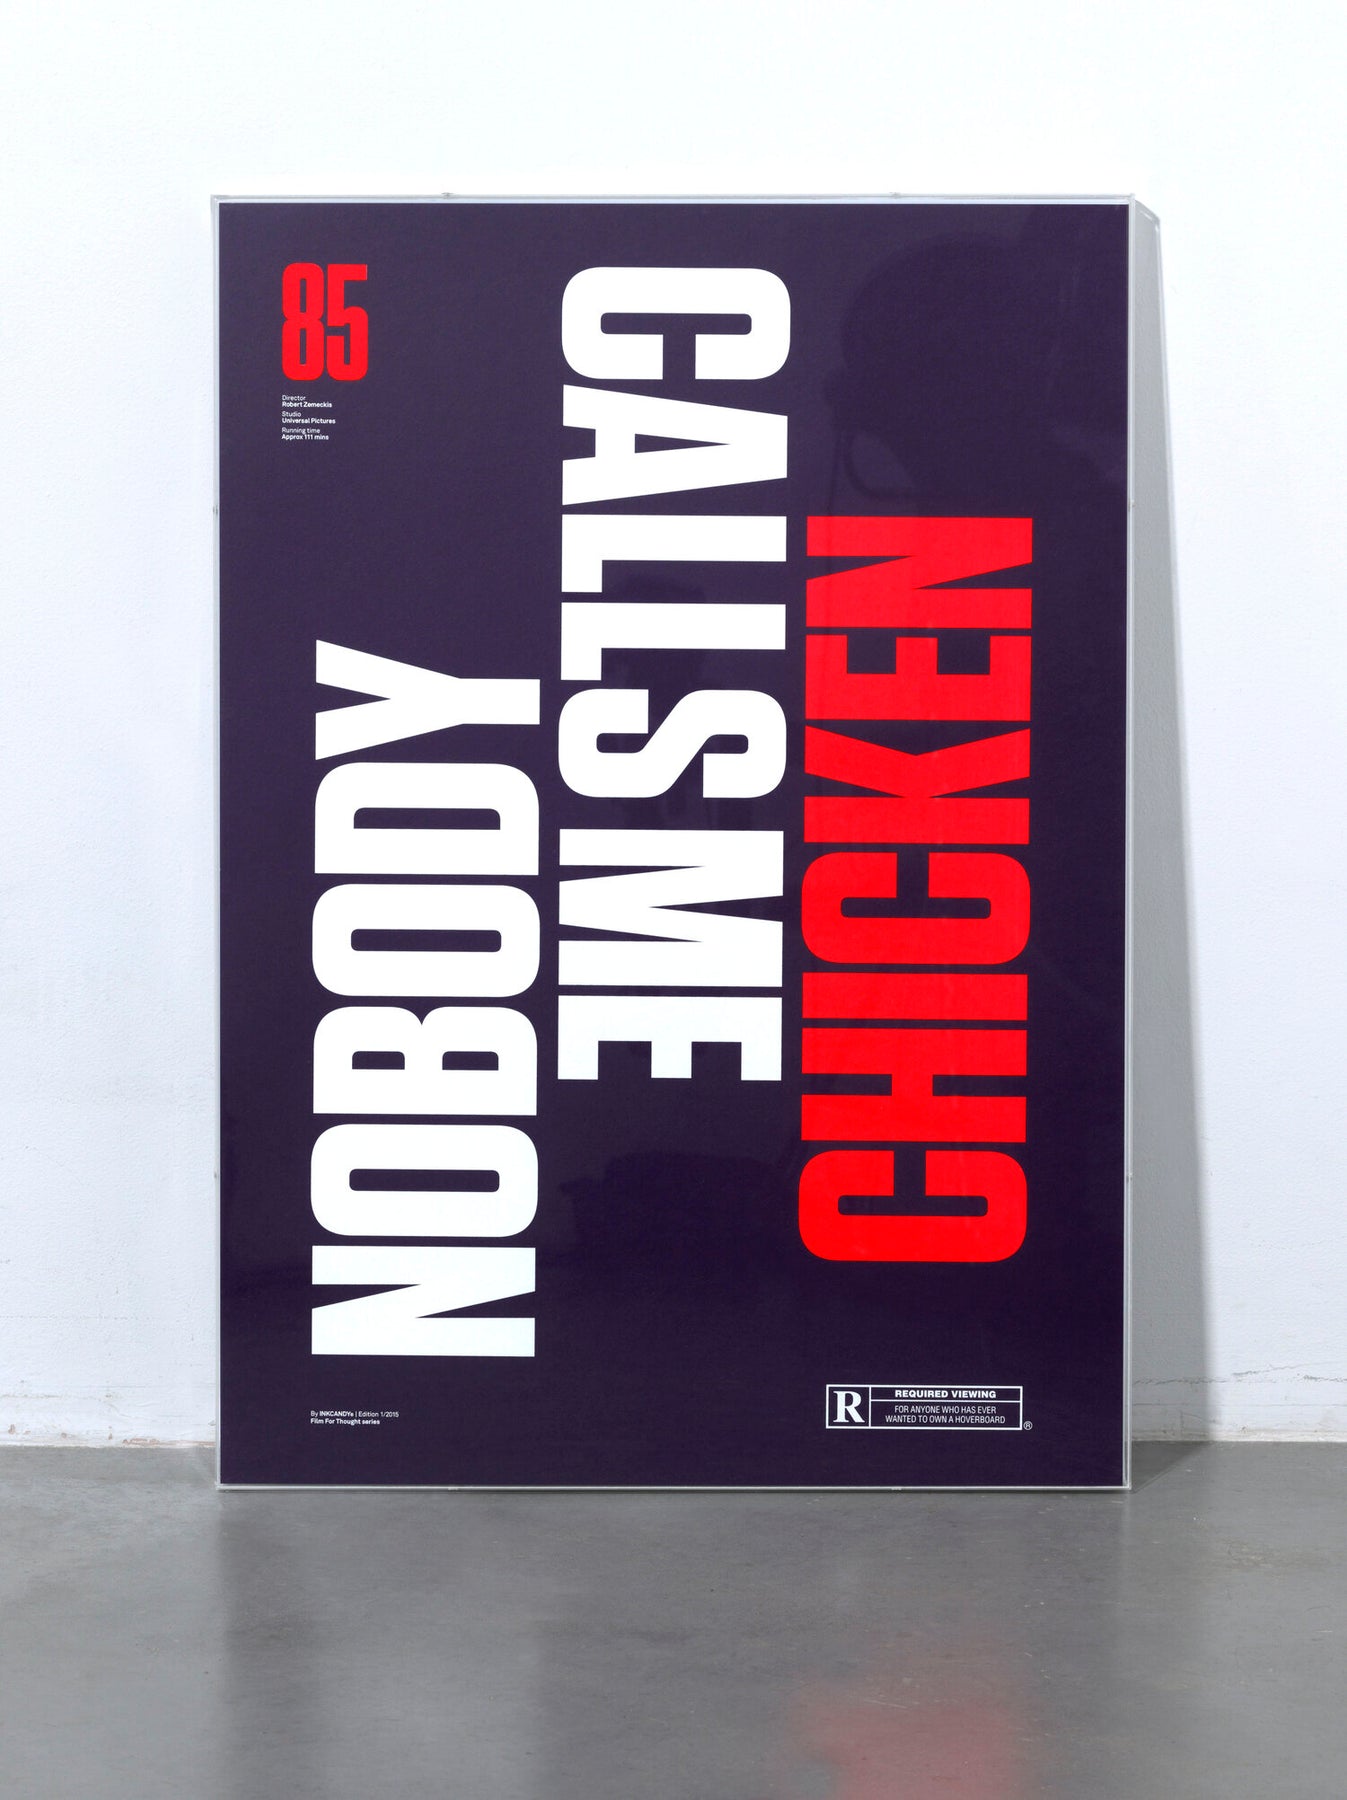 85
Director
Robert Zemeckis
Studio
Universal Pictures
Running time
Approx 111 mins
NOBODY
CALLS ME
CHICKEN
By INKCANDYs | Edition 1/2015
Film For Thought series
R
REQUIRED VIEWING
FOR ANYONE WHO HAS EVER
WANTED TO OWN A HOVERBOARD
®